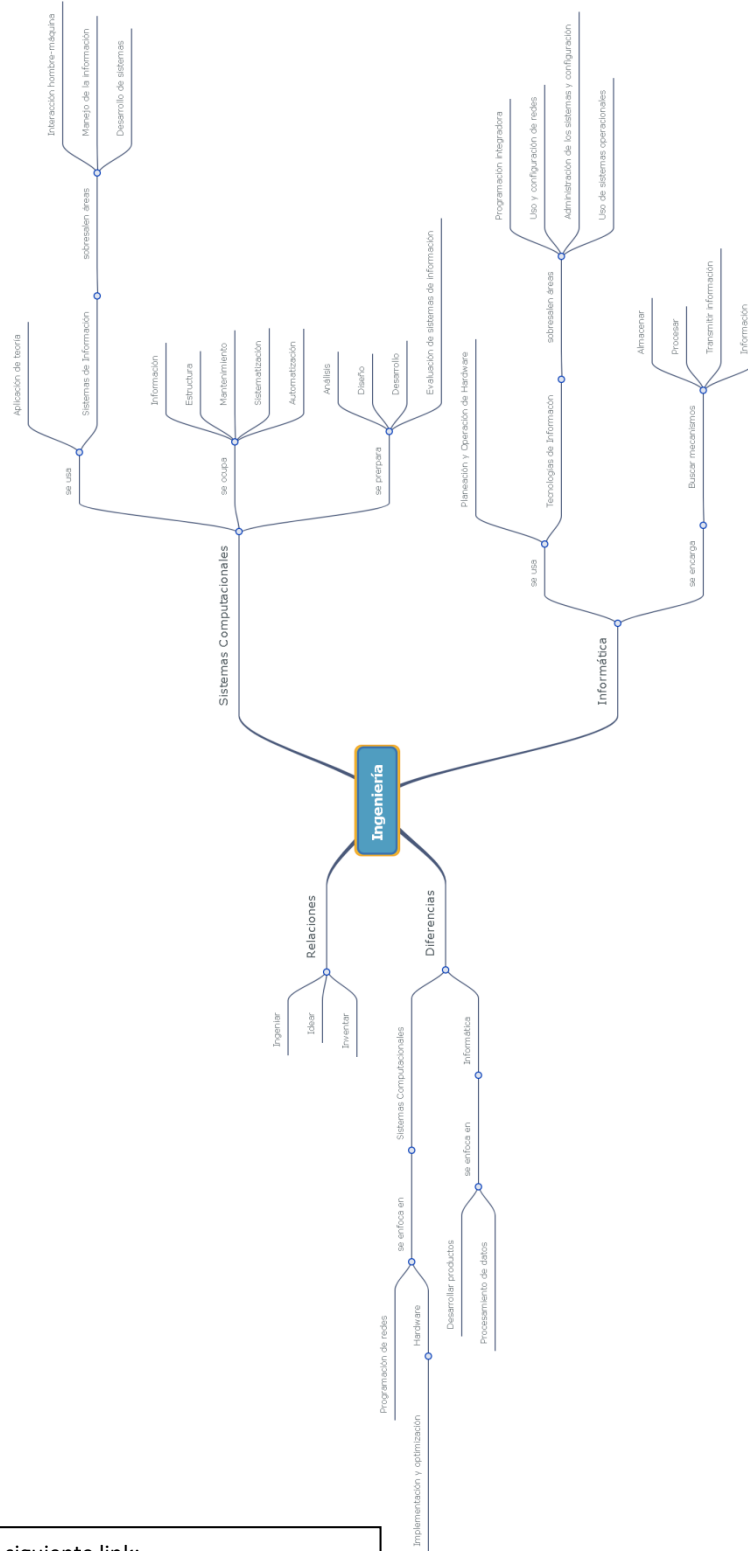 Ingeniería
Sistemas Computacionales
se usa
Aplicación de teoría
Sistemas de Información
sobresalen áreas
Interacción hombre-máquina
Manejo de la información
Desarrollo de sistemas
se ocupa
Información
Estructura
Mantenimiento
Sistematización
Automatización
se prerpara
Análisis
Diseño
Desarrollo
Evaluación de sistemas de información
Informática
se usa
Planeación y Operación de Hardware
Tecnologías de Informacón
sobresalen áreas
Programación integradora
Uso y configuración de redes
Administración de los sistemas y configuración
Uso de sistemas operacionales
se encarga
Buscar mecanismos
Almacenar
Procesar
Transmitir información
Información
Relaciones
Ingeniar
Idear
Inventar
Diferencias
Sistemas Computacionales
se enfoca en
Programación de redes
Hardware
Implementación y optimización
Informática
se enfoca en
Desarrollar productos
Procesamiento de datos
siguiente link: